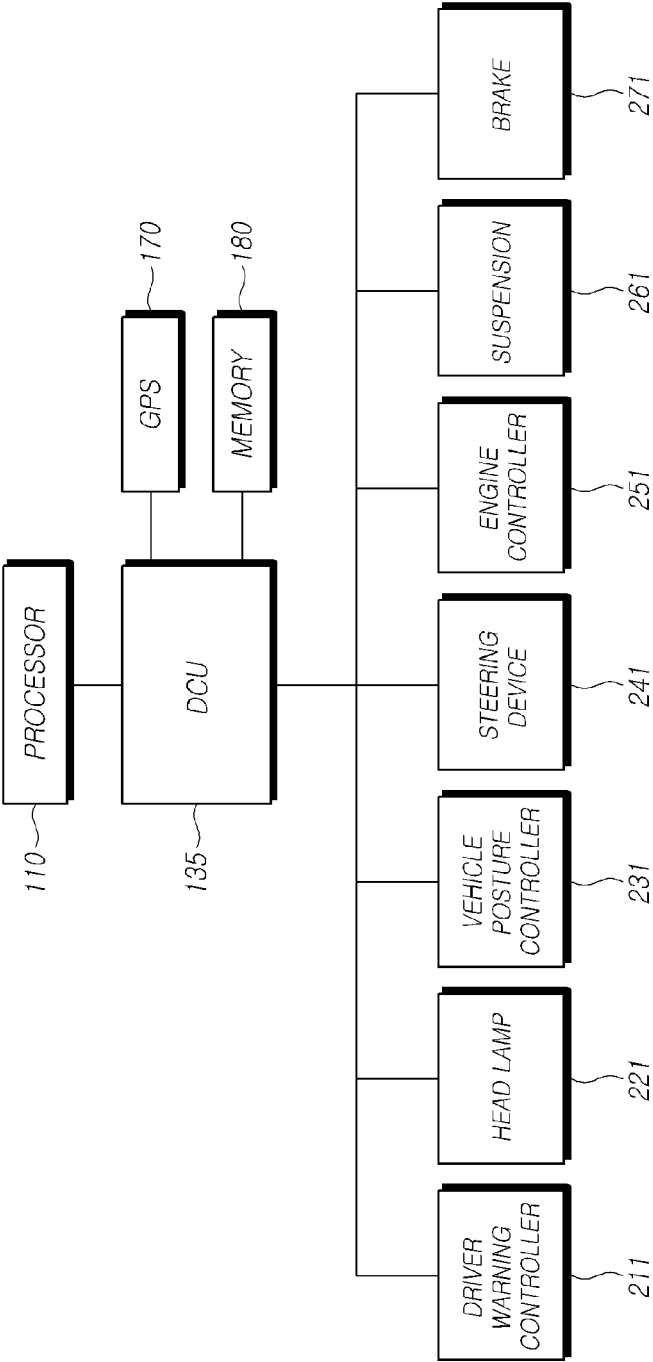 PROCESSOR
110
GPS
170
DCU
135
MEMORY
180
DRIVER
WARNING
CONTROLLER
211
HEAD LAMP
221
VEHICLE
POSTURE
CONTROLLER
231
STEERING
DEVICE
241
ENGINE
CONTROLLER
251
SUSPENSION
261
BRAKE
271